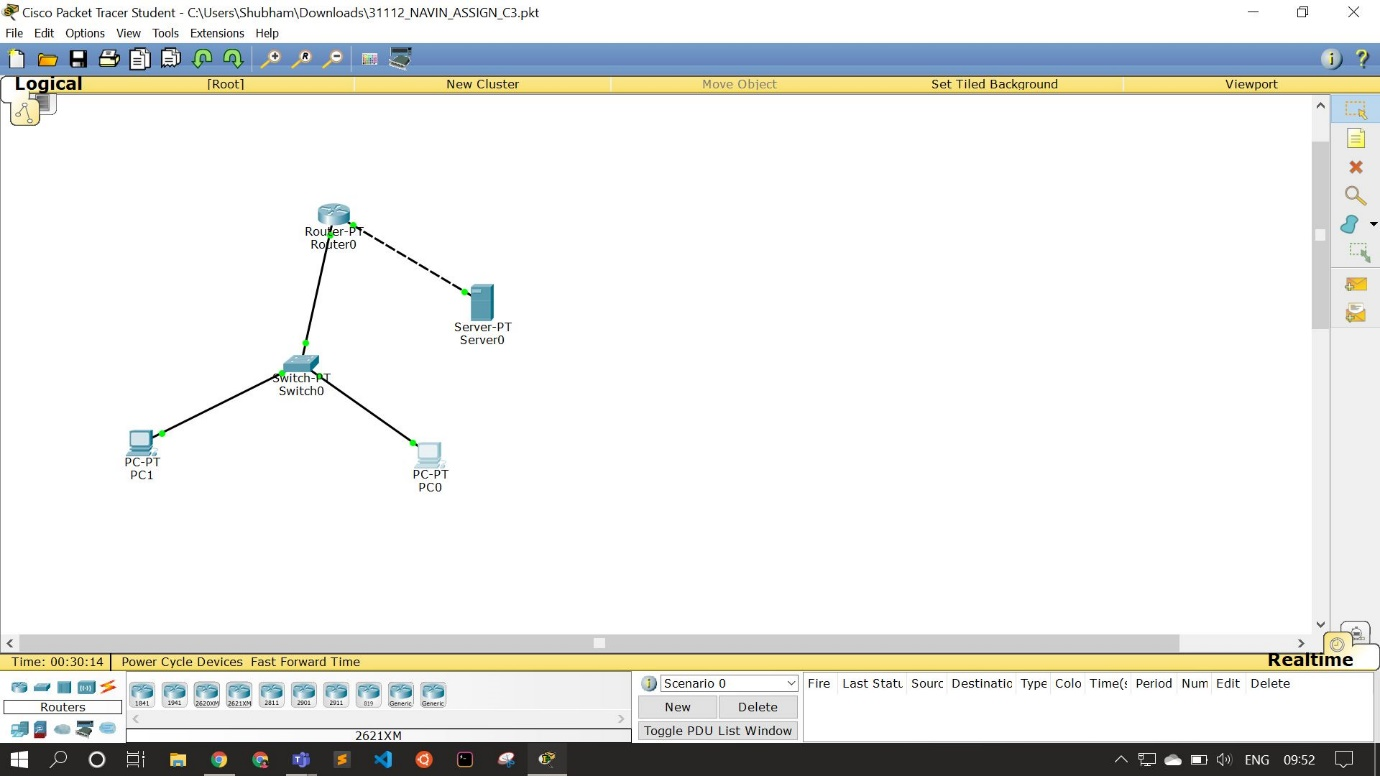 Cisco Packet Tracer Student - C:\Users\Shubham\Downloads\31112_NAVIN_ASSIGN_C3.pkt
File Edit Options View Tools Extensions Help
Logical [Root] New Cluster Move Object Set Tiled Background Viewport
Router-PT
Router0
Server-PT
Server0
Switch-PT
Switch0
PC-PT
PC1
PC-PT
PC0
Time: 00:30:14 Power Cycle Devices Fast Forward Time
Realtime
Routers
1841 1941 2620XM 2621XM 2811 2901 2911 819 Generic Generic
2621XM
Scenario 0
New Delete
Toggle PDU List Window
Fire Last Statu Sourc Destinatic Type Colo Time(s Period Num Edit Delete
ENG 09:52